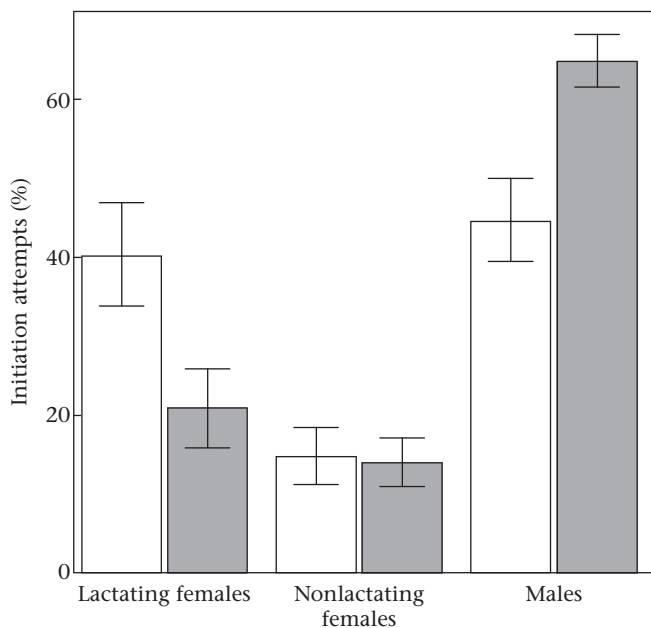 Initiation attempts (%)
60
40
20
0
Lactating females
Nonlactating
females
Males